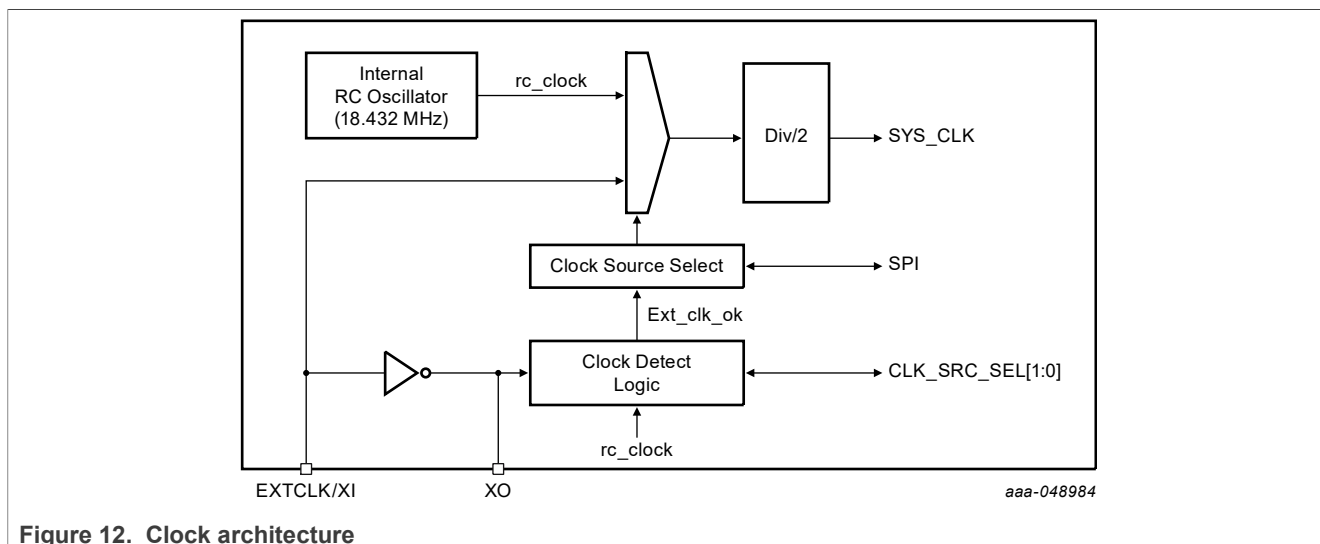 Internal
RC Oscillator
(18.432 MHz)
rc_clock
Div/2
SYS_CLK
Clock Source Select
SPI
Ext_clk_ok
Clock Detect
Logic
CLK_SRC_SEL[1:0]
rc_clock
EXTCLK/XI
XO
aaa-048984
Figure 12. Clock architecture